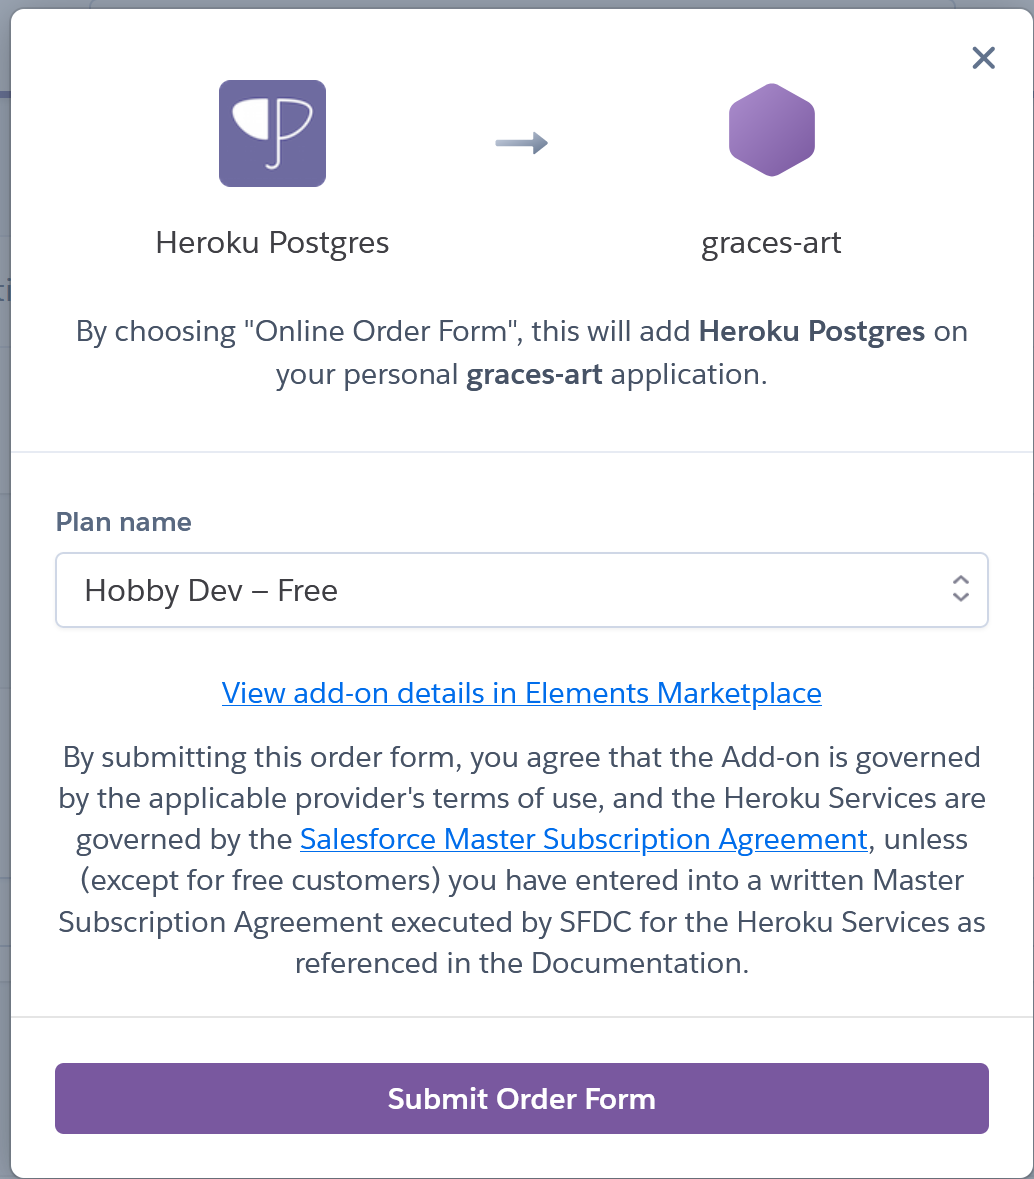 Heroku Postgres
graces-art
By choosing "Online Order Form", this will add Heroku Postgres on
your personal graces-art application.
Plan name
Hobby Dev – Free
View add-on details in Elements Marketplace
By submitting this order form, you agree that the Add-on is governed
by the applicable provider's terms of use, and the Heroku Services are
governed by the Salesforce Master Subscription Agreement, unless
(except for free customers) you have entered into a written Master
Subscription Agreement executed by SFDC for the Heroku Services as
referenced in the Documentation.
Submit Order Form